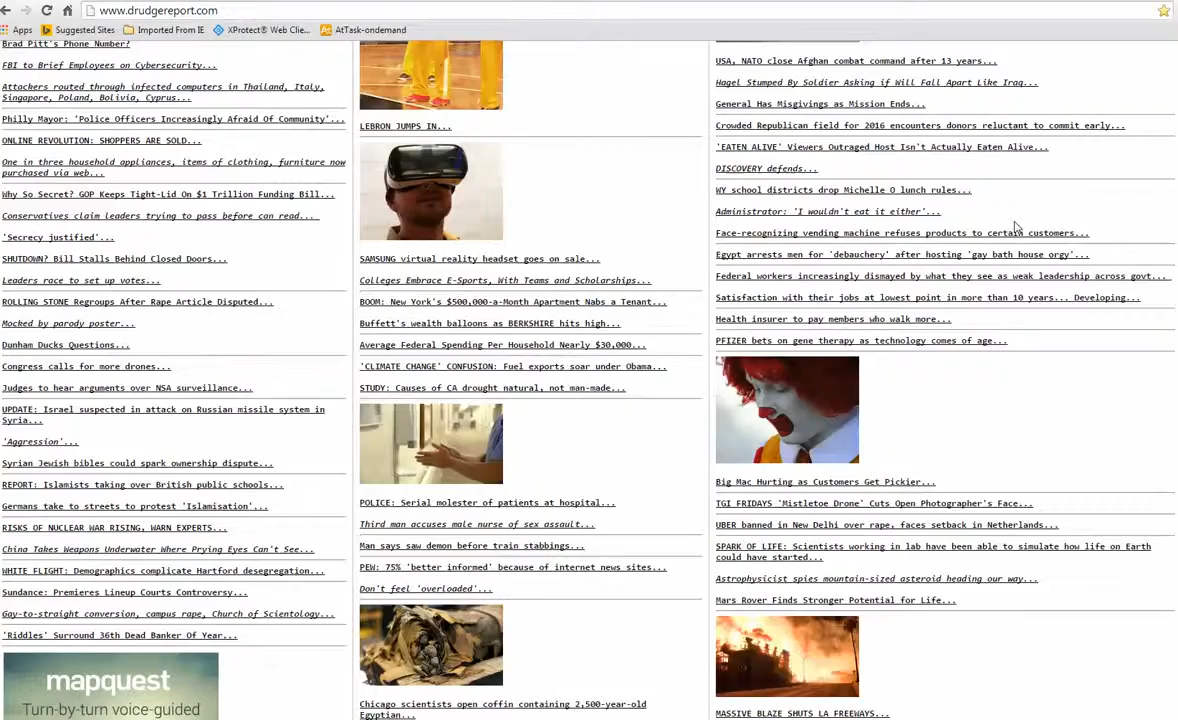 www.drudgereport.com
Apps
Suggested Sites
Imported From IE
XProtect® Web Clie...
AtTask-ondemand
Brad Pitt's Phone Number?
FBI to Brief Employees on Cybersecurity...
Attackers routed through infected computers in Thailand, Italy,
Singapore, Poland, Bolivia, Cyprus...
Philly Mayor: 'Police Officers Increasingly Afraid Of Community'...
ONLINE REVOLUTION: SHOPPERS ARE SOLD...
One in three household appliances, items of clothing, furniture now
purchased via web...
Why So Secret? GOP Keeps Tight-Lid On $1 Trillion Funding Bill...
Conservatives claim leaders trying to pass before can read...
'Secrecy justified'...
SHUTDOWN? Bill Stalls Behind Closed Doors...
Leaders race to set up votes...
ROLLING STONE Regroups After Rape Article Disputed...
Mocked by parody poster...
Dunham Ducks Questions...
Congress calls for more drones...
Judges to hear arguments over NSA surveillance...
UPDATE: Israel suspected in attack on Russian missile system in
Syria...
'Aggression'...
Syrian Jewish bibles could spark ownership dispute...
REPORT: Islamists taking over British public schools...
Germans take to streets to protest 'Islamisation'...
RISKS OF NUCLEAR WAR RISING, WARN EXPERTS...
China Takes Weapons Underwater Where Prying Eyes Can't See...
WHITE FLIGHT: Demographics complicate Hartford desegregation...
Sundance: Premieres Lineup Courts Controversy...
Gay-to-straight conversion, campus rape, Church of Scientology...
'Riddles' Surround 36th Dead Banker Of Year...
mapquest
Turn-by-turn voice-guided
LEBRON JUMPS IN...
SAMSUNG virtual reality headset goes on sale...
Colleges Embrace E-Sports, With Teams and Scholarships...
BOOM: New York's $500,000-a-Month Apartment Nabs a Tenant...
Buffett's wealth balloons as BERKSHIRE hits high...
Average Federal Spending Per Household Nearly $30,000...
'CLIMATE CHANGE' CONFUSION: Fuel exports soar under Obama...
STUDY: Causes of CA drought natural, not man-made...
POLICE: Serial molester of patients at hospital...
Third man accuses male nurse of sex assault...
Man says saw demon before train stabbings...
PEW: 75% 'better informed' because of internet news sites...
Don't feel 'overloaded'...
Chicago scientists open coffin containing 2,500-year-old
Egyptian...
USA, NATO close Afghan combat command after 13 years...
Hagel Stumped By Soldier Asking if Will Fall Apart Like Iraq...
General Has Misgivings as Mission Ends...
Crowded Republican field for 2016 encounters donors reluctant to commit early...
'EATEN ALIVE' Viewers Outraged Host Isn't Actually Eaten Alive...
DISCOVERY defends...
WY school districts drop Michelle O lunch rules...
Administrator: 'I wouldn't eat it either'...
Face-recognizing vending machine refuses products to certain customers...
Egypt arrests men for 'debauchery' after hosting 'gay bath house orgy'...
Federal workers increasingly dismayed by what they see as weak leadership across govt...
Satisfaction with their jobs at lowest point in more than 10 years... Developing...
Health insurer to pay members who walk more...
PFIZER bets on gene therapy as technology comes of age...
Big Mac Hurting as Customers Get Pickier...
TGI FRIDAYS 'Mistletoe Drone' Cuts Open Photographer's Face...
UBER banned in New Delhi over rape, faces setback in Netherlands...
SPARK OF LIFE: Scientists working in lab have been able to simulate how life on Earth
could have started...
Astrophysicist spies mountain-sized asteroid heading our way...
Mars Rover Finds Stronger Potential for Life...
MASSIVE BLAZE SHUTS LA FREEWAYS...